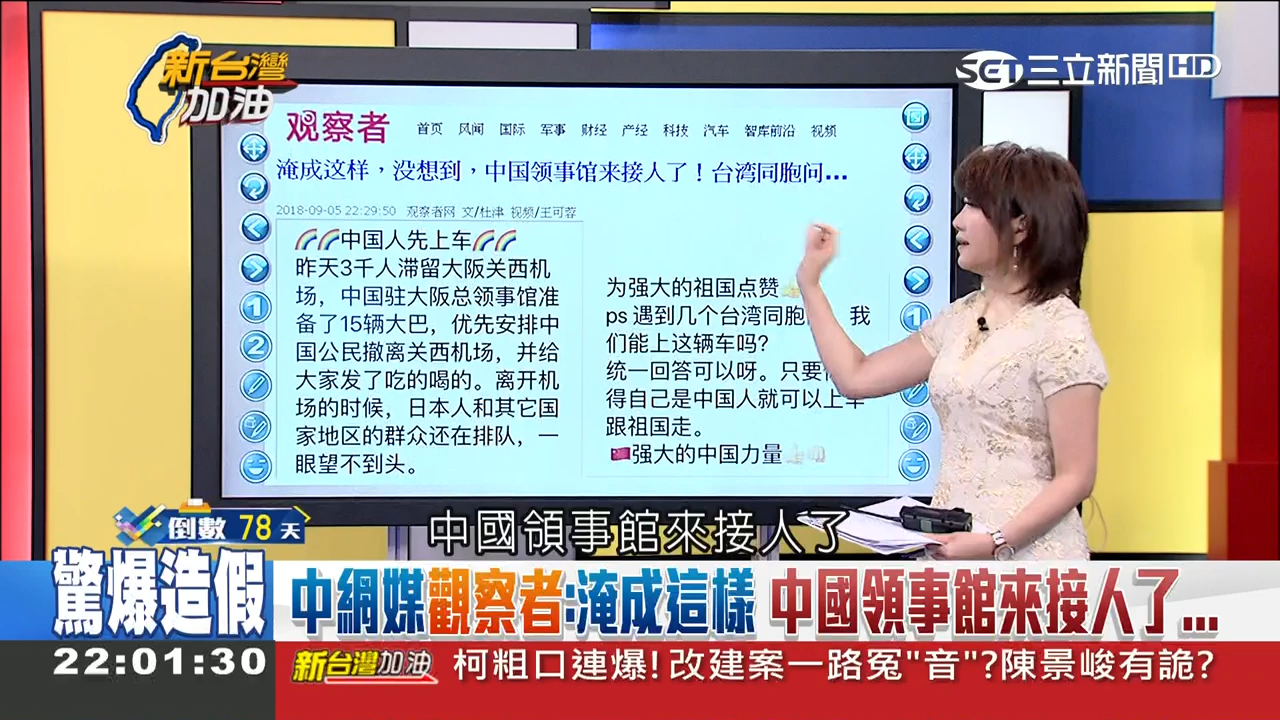 新台灣
加油
SET三立新聞HD
观察者
首页 风闻 国际 军事 财经 产经 科技 汽车 智库前沿 视频
淹成这样，没想到，中国领事馆来接人了！台湾同胞问...
2018-09-05 22:29:50 观察者网 文/杜津 视频/王可蓉
中国人先上车
昨天3千人滞留大阪关西机
场，中国驻大阪总领事馆准
备了15辆大巴，优先安排中
国公民撤离关西机场，并给
大家发了吃的喝的。离开机
场的时候，日本人和其它国
家地区的群众还在排队，一
眼望不到头。
为强大的祖国点赞
ps 遇到几个台湾同胞 我
们能上这辆车吗？
统一回答可以呀。只要
得自己是中国人就可以上车
跟祖国走。
强大的中国力量
1
2
1
倒數 78 天
中國領事館來接人了
驚爆造假
中網媒觀察者:淹成這樣 中國領事館來接人了...
22:01:30
新台灣加油
柯粗口連爆!改建案一路冤"音"?陳景峻有詭?